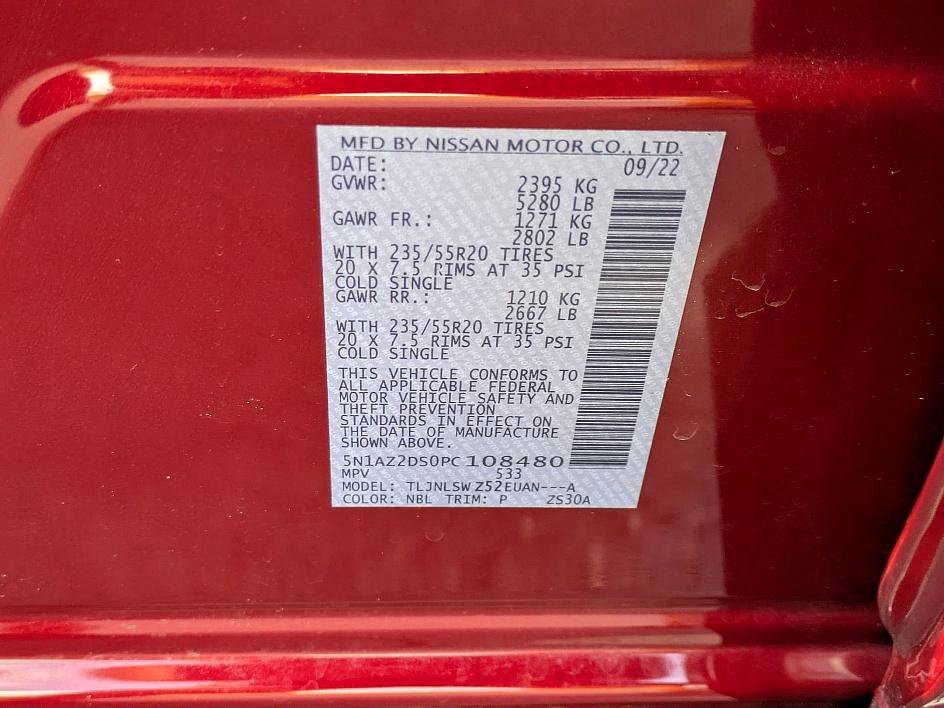 MFD BY NISSAN MOTOR CO., LTD.
DATE: 09/22
GVWR: 2395 KG
5280 LB
GAWR FR.: 1271 KG
2802 LB
WITH 235/55R20 TIRES
20 X 7.5 RIMS AT 35 PSI
COLD SINGLE
GAWR RR.: 1210 KG
2667 LB
WITH 235/55R20 TIRES
20 X 7.5 RIMS AT 35 PSI
COLD SINGLE
THIS VEHICLE CONFORMS TO
ALL APPLICABLE FEDERAL
MOTOR VEHICLE SAFETY AND
THEFT PREVENTION
STANDARDS IN EFFECT ON
THE DATE OF MANUFACTURE
SHOWN ABOVE.
5N1AZ2DS0PC108480
MPV 533
MODEL: TLJNLSWZ52EUAN---A
COLOR: NBL TRIM: P ZS30A